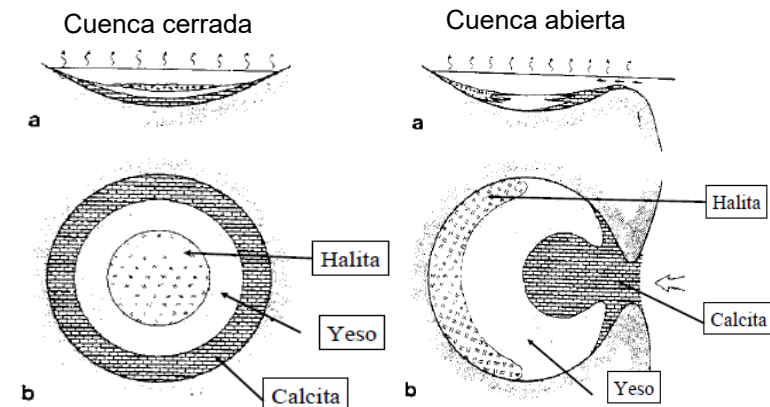 Cuenca cerrada
a
Halita
Yeso
b
Calcita
Cuenca abierta
a
Halita
Calcita
b
Yeso